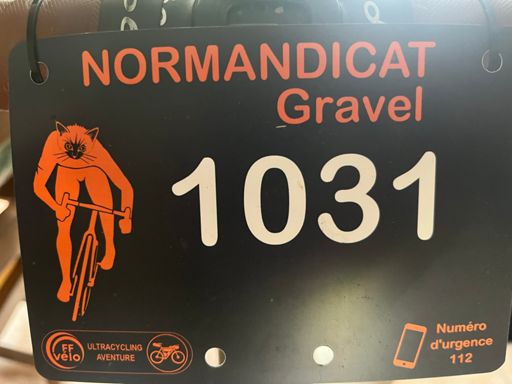 NORMANDICAT
Gravel
1031
FF
vélo
ULTRACYCLING
AVENTURE
Numéro
d'urgence
112